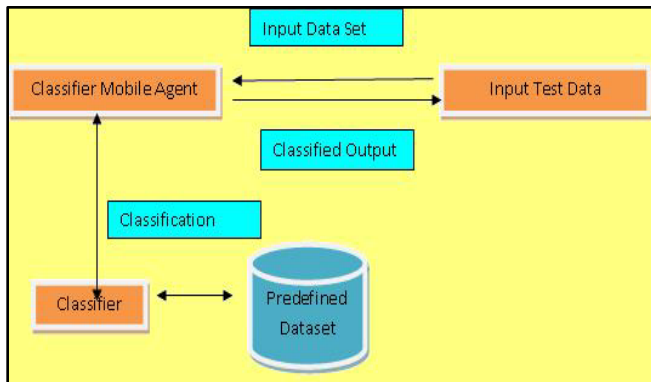 Input Data Set
Classifier Mobile Agent
Input Test Data
Classified Output
Classification
Classifier
Predefined
Dataset